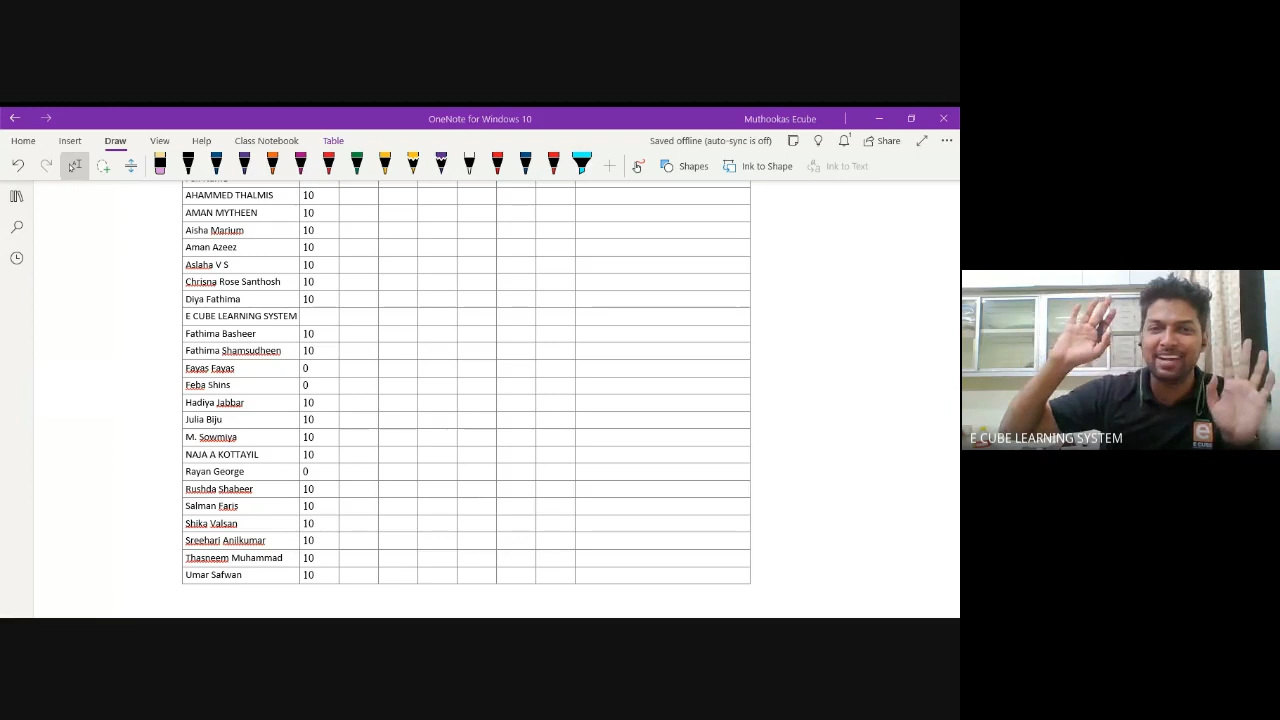 OneNote for Windows 10
Muthookas Ecube
Home Insert Draw View Help Class Notebook Table
Saved offline (auto-sync is off)
Share
Shapes
Ink to Shape
Ink to Text
Full Name
AHAMMED THALMIS 10
AMAN MYTHEEN 10
Aisha Marium 10
Aman Azeez 10
Aslaha V S 10
Chrisna Rose Santhosh 10
Diya Fathima 10
E CUBE LEARNING SYSTEM
Fathima Basheer 10
Fathima Shamsudheen 10
Fayas Fayas 0
Feba Shins 0
Hadiya Jabbar 10
Julia Biju 10
M. Sowmiya 10
NAJA A KOTTAYIL 10
Rayan George 0
Rushda Shabeer 10
Salman Faris 10
Shika Valsan 10
Sreehari Anilkumar 10
Thasneem Muhammad 10
Umar Safwan 10
E CUBE LEARNING SYSTEM
e
E CUBE